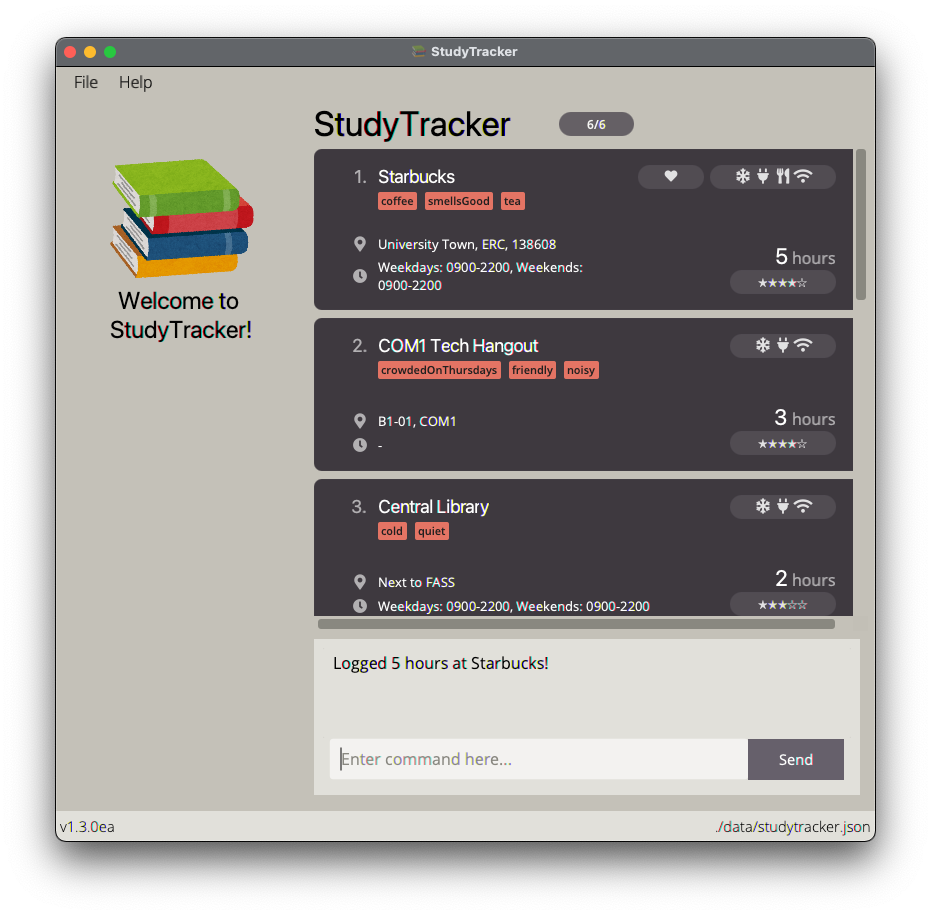 StudyTracker
File Help
StudyTracker 6/6
Welcome to
StudyTracker!
1. Starbucks
coffee smellsGood tea
University Town, ERC, 138608
Weekdays: 0900-2200, Weekends:
0900-2200
5 hours
★★★★☆
2. COM1 Tech Hangout
crowdedOnThursdays friendly noisy
B1-01, COM1
-
3 hours
★★★★☆
3. Central Library
cold quiet
Next to FASS
Weekdays: 0900-2200, Weekends: 0900-2200
2 hours
★★★☆☆
Logged 5 hours at Starbucks!
Enter command here...
Send
v1.3.0ea ./data/studytracker.json